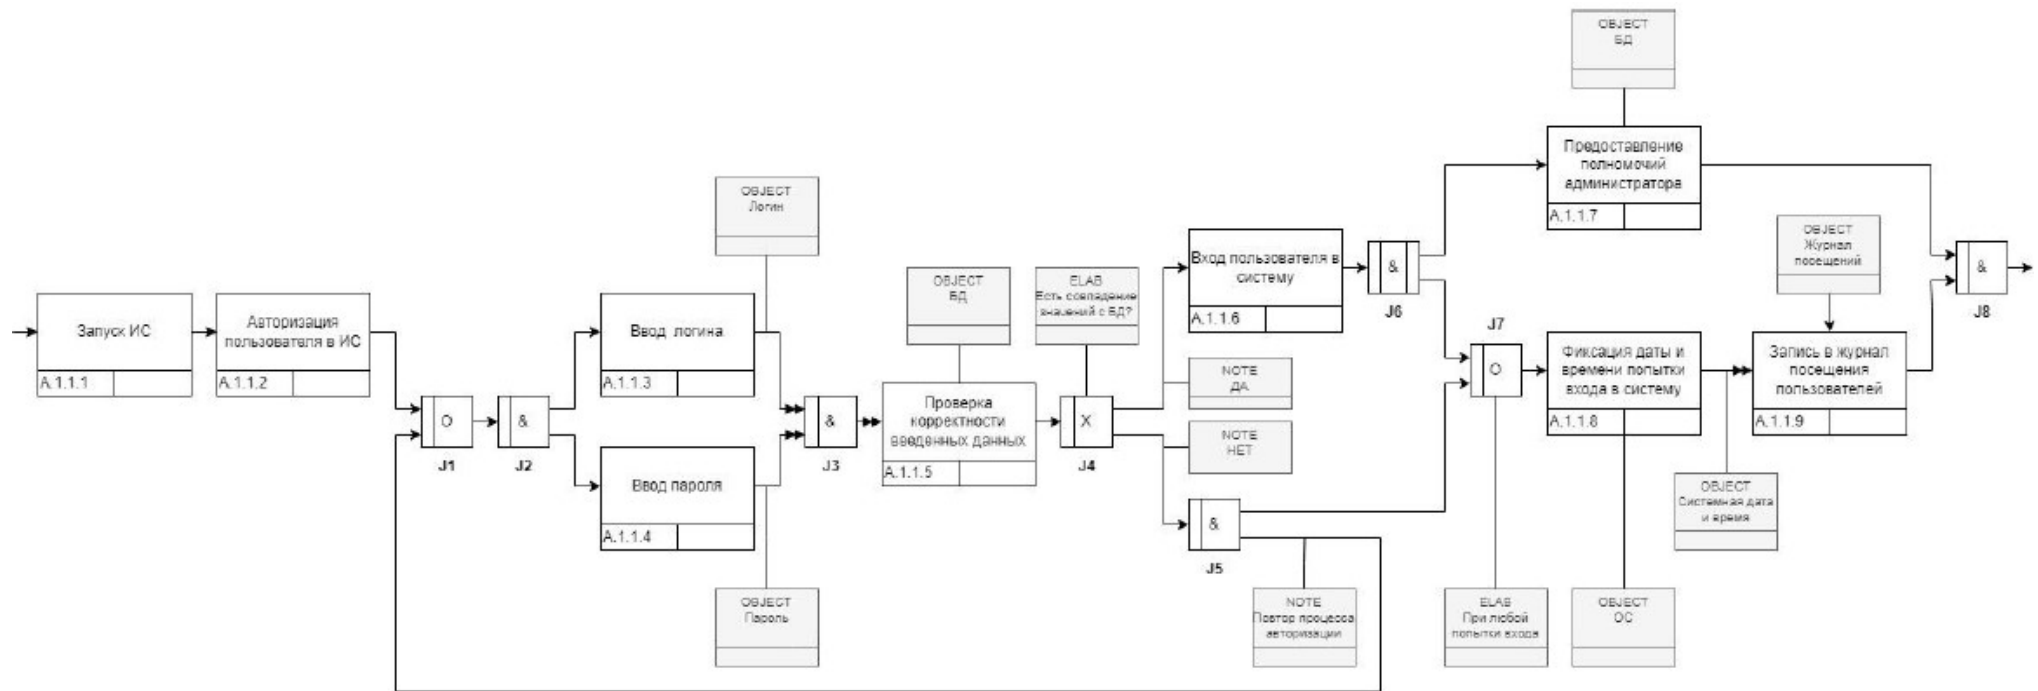 OBJECT
БД
Предоставление
полномочий
администратора
A.1.1.7
OBJECT
Логин
OBJECT
Журнал
посещений
Вход пользователя в
систему
A.1.1.6
&
J6
&
J8
OBJECT
БД
ELAB
Есть совпадение
значений с БД?
Запуск ИС
A.1.1.1
Авторизация
пользователя в ИС
A.1.1.2
Ввод логина
A.1.1.3
J7
O
Фиксация даты и
времени попытки
входа в систему
A.1.1.8
Запись в журнал
посещения
пользователей
A.1.1.9
NOTE
ДА
O
J1
&
J2
&
J3
Проверка
корректности
введенных данных
A.1.1.5
X
J4
NOTE
НЕТ
Ввод пароля
A.1.1.4
&
J5
OBJECT
Системная дата
и время
OBJECT
Пароль
NOTE
Повтор процесса
авторизации
ELAB
При любой
попытки входа
OBJECT
ОС